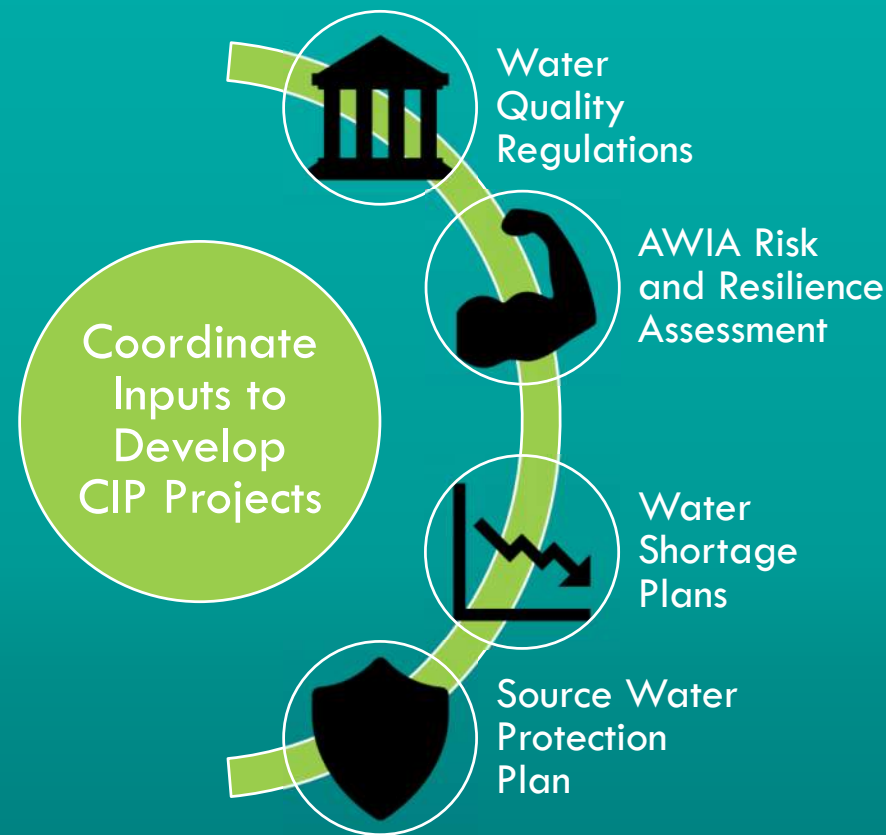 Water
Quality
Regulations
AWIA Risk
and Resilience
Assessment
Coordinate
Inputs to
Develop
CIP Projects
Water
Shortage
Plans
Source Water
Protection
Plan